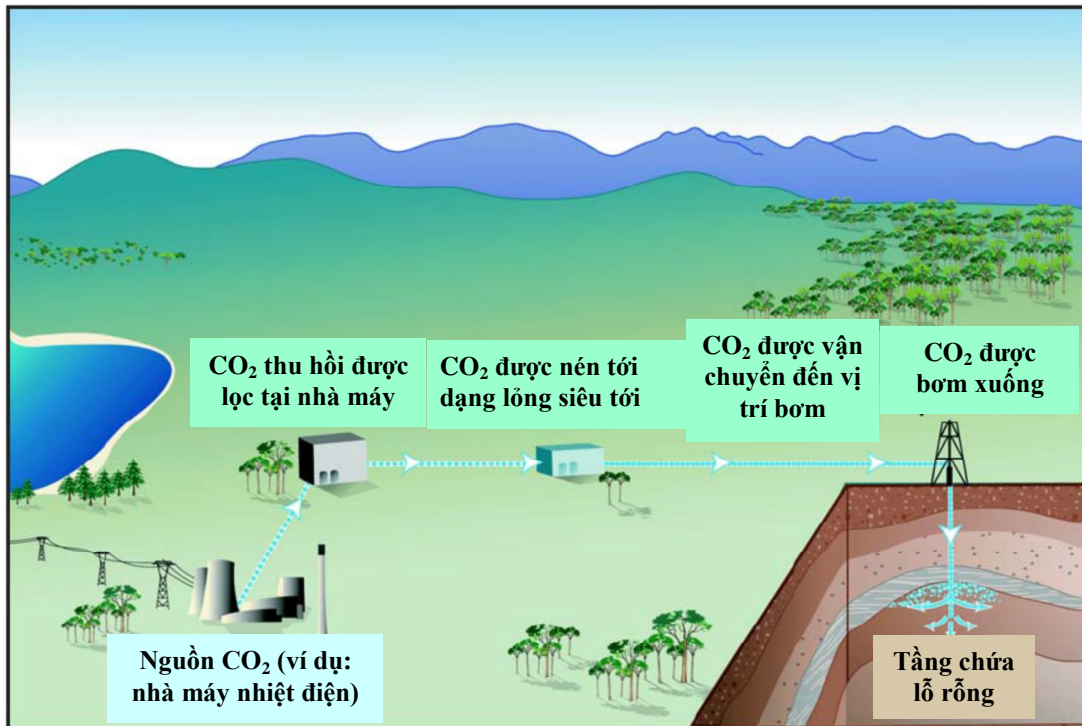 CO₂ thu hồi được
lọc tại nhà máy
CO₂ được nén tới
dạng lỏng siêu tới
CO₂ được vận
chuyển đến vị
trí bơm
CO₂ được
bơm xuống
Nguồn CO₂ (ví dụ:
nhà máy nhiệt điện)
Tầng chứa
lỗ rỗng